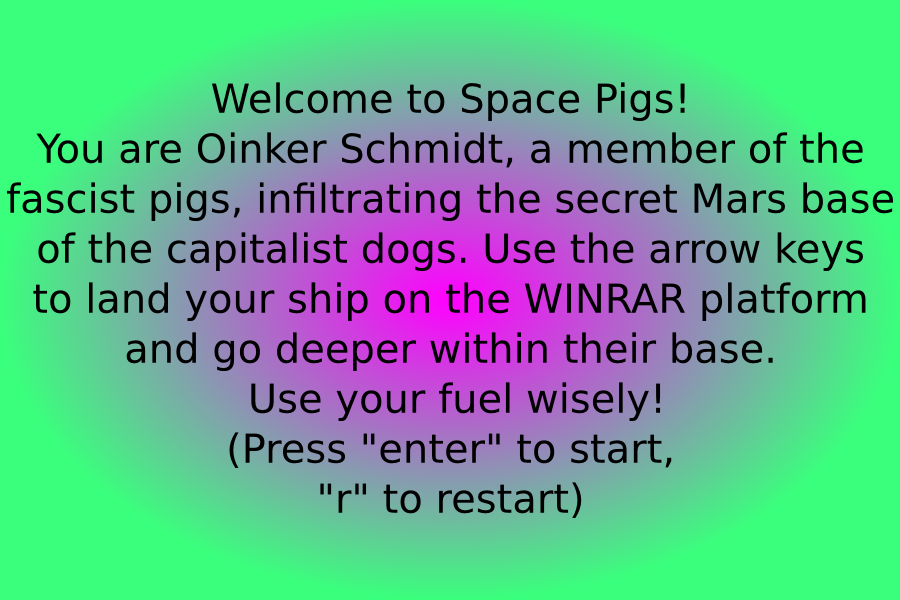 Welcome to Space Pigs!
You are Oinker Schmidt, a member of the
fascist pigs, infiltrating the secret Mars base
of the capitalist dogs. Use the arrow keys
to land your ship on the WINRAR platform
and go deeper within their base.
Use your fuel wisely!
(Press "enter" to start,
"r" to restart)